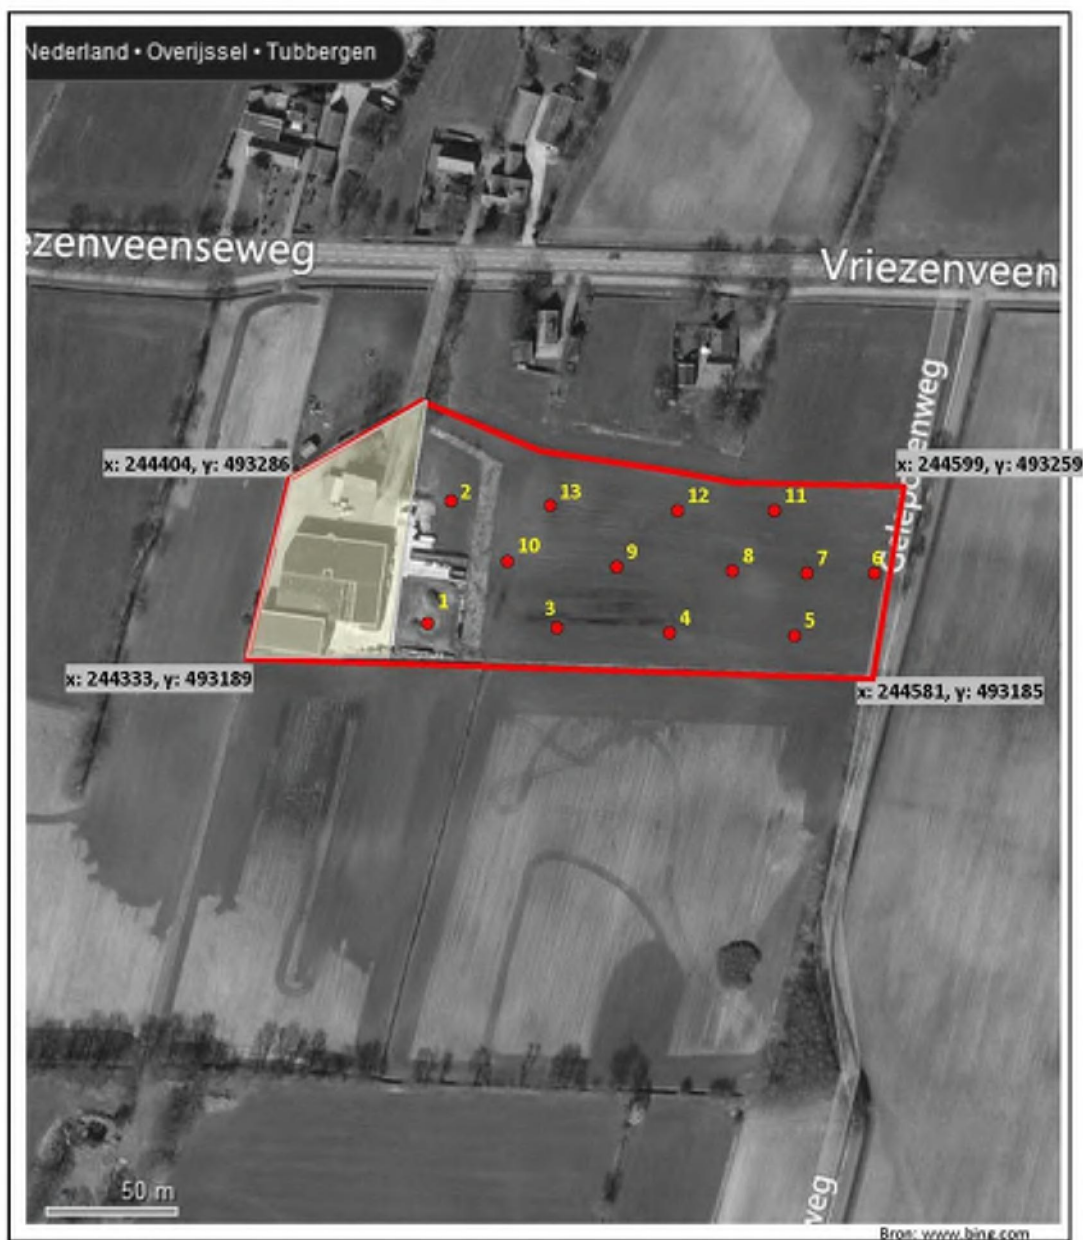 Nederland • Overijssel • Tubbergen
ezenveenseweg
Vriezenveen
x: 244404, y: 493286
x: 244599, y: 493259
2
13
12
11
10
9
8
7
6
1
3
4
5
x: 244333, y: 493189
x: 244581, y: 493185
50 m
weg
Bron: www.bing.com